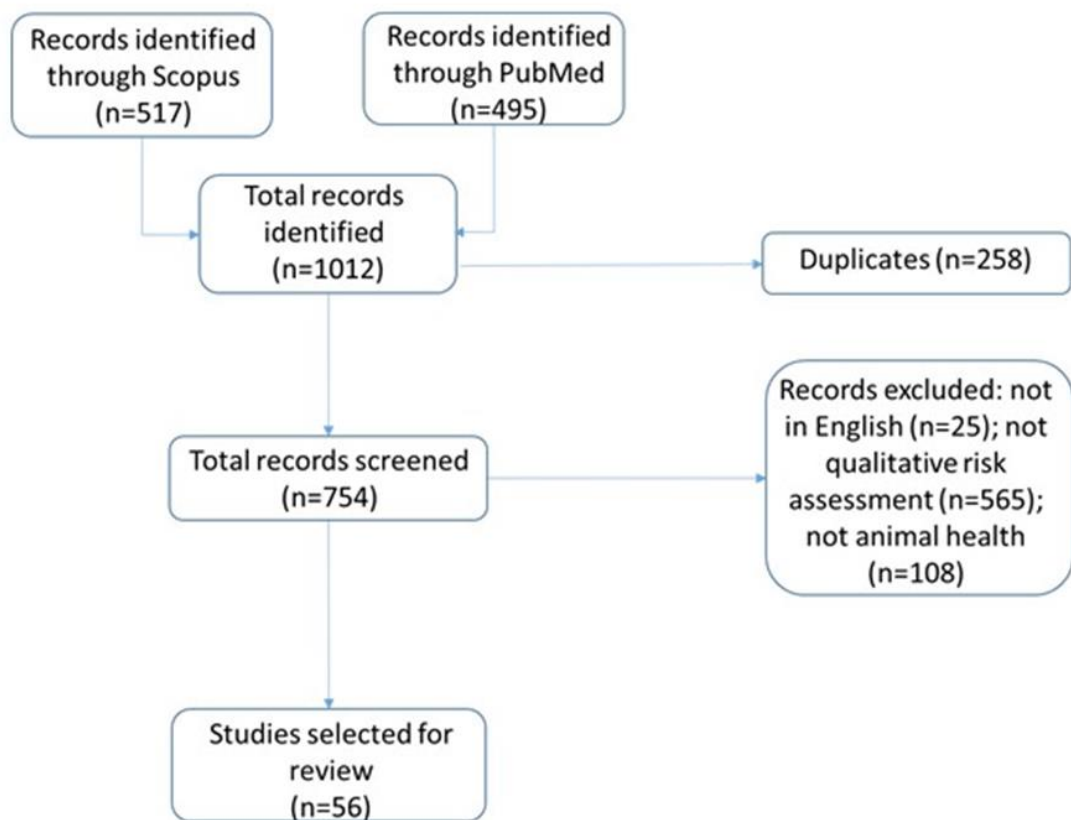 Records identified
through Scopus
(n=517)
Records identified
through PubMed
(n=495)
Total records
identified
(n=1012)
Duplicates (n=258)
Records excluded: not
in English (n=25); not
qualitative risk
assessment (n=565);
not animal health
(n=108)
Total records screened
(n=754)
Studies selected for
review
(n=56)